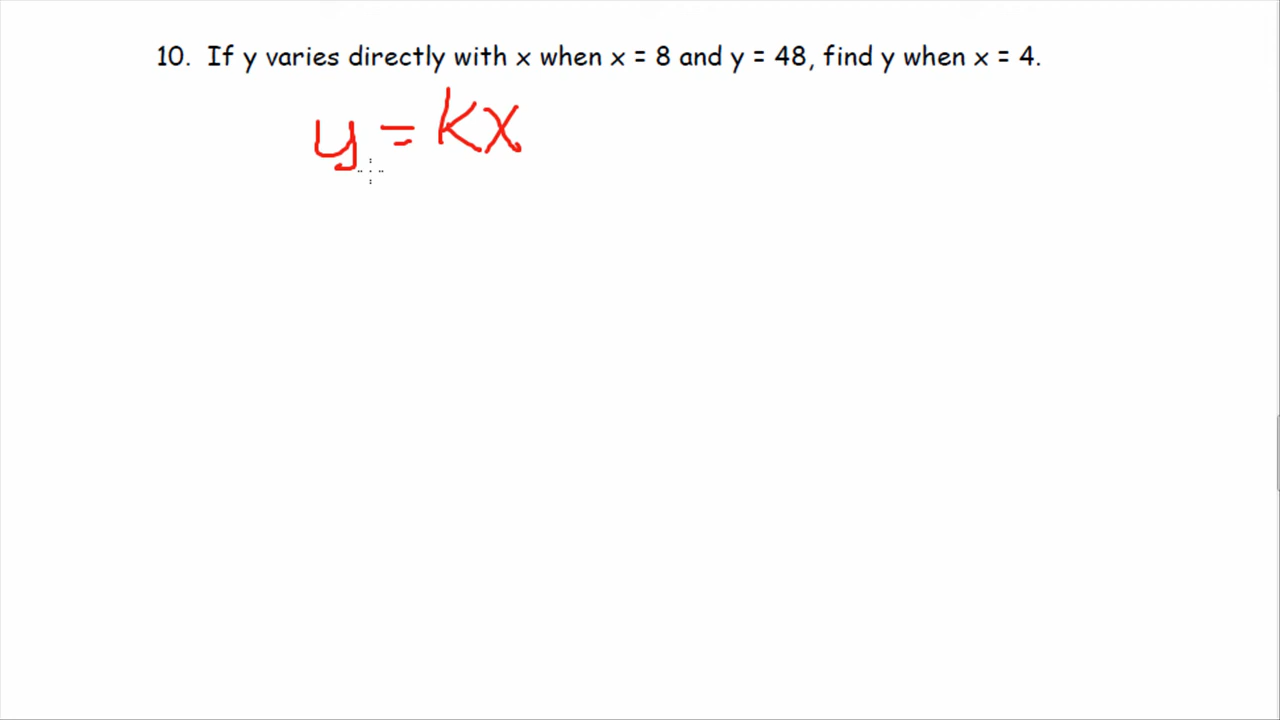 10. If y varies directly with x when x = 8 and y = 48, find y when x = 4.
y = kx